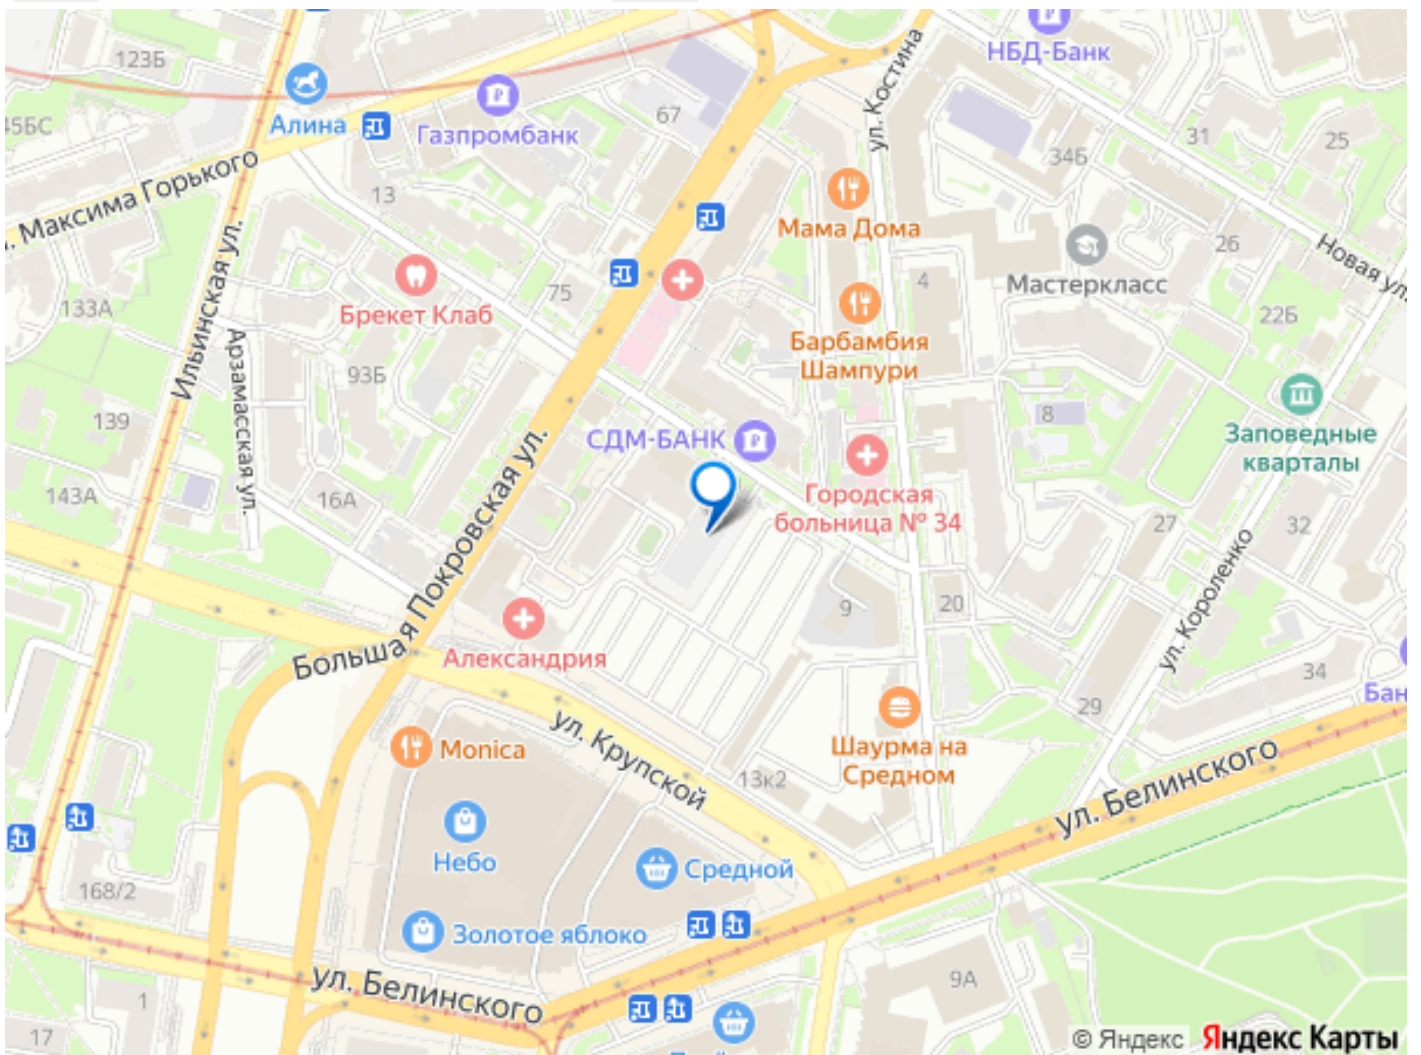 НБД-Банк
123Б
ул. Костина
45БС
Алина
Газпромбанк
67
31
25
34Б
. Максима Горького
13
Мама Дома
26
Мастеркласс
Новая ул.
133А
Ильинская ул.
Брекет Клаб
75
4
22Б
Барбамбия
Шампури
Арзамасская ул.
93Б
139
8
СДМ-БАНК
Заповедные
кварталы
143А
16А
Большая Покровская ул.
Городская
больница № 34
27
32
ул. Короленко
9
20
Александрия
34
Бан
29
ул. Крупской
Monica
Шаурма на
Средном
13к2
ул. Белинского
Небо
Средной
168/2
Золотое яблоко
ул. Белинского
9А
1
17
© Яндекс Яндекс Карты